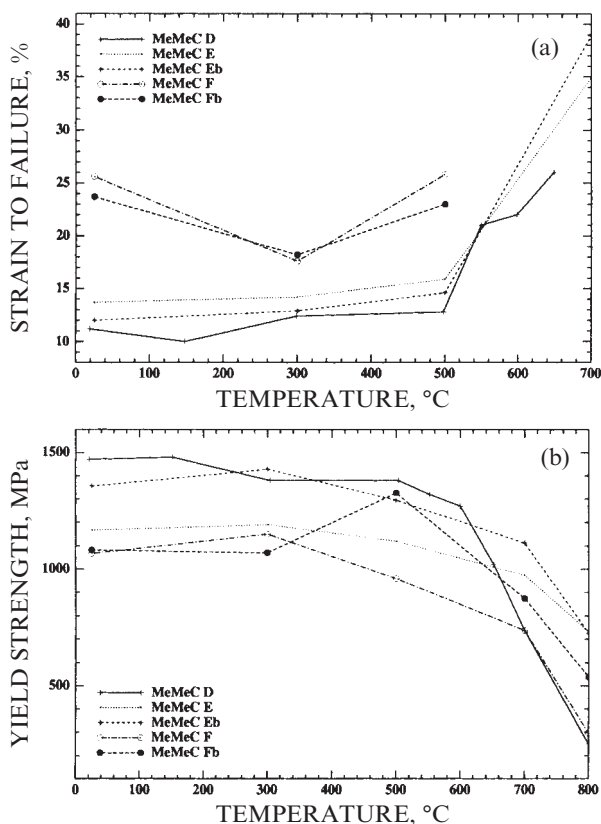 STRAIN TO FAILURE, %
40
35
30
25
20
15
10
MeMeC D
MeMeC E
MeMeC Eb
MeMeC F
MeMeC Fb
(a)
0 100 200 300 400 500 600 700
TEMPERATURE, °C
YIELD STRENGTH, MPa
1500
1000
500
(b)
MeMeC D
MeMeC E
MeMeC Eb
MeMeC F
MeMeC Fb
0 100 200 300 400 500 600 700 800
TEMPERATURE, °C